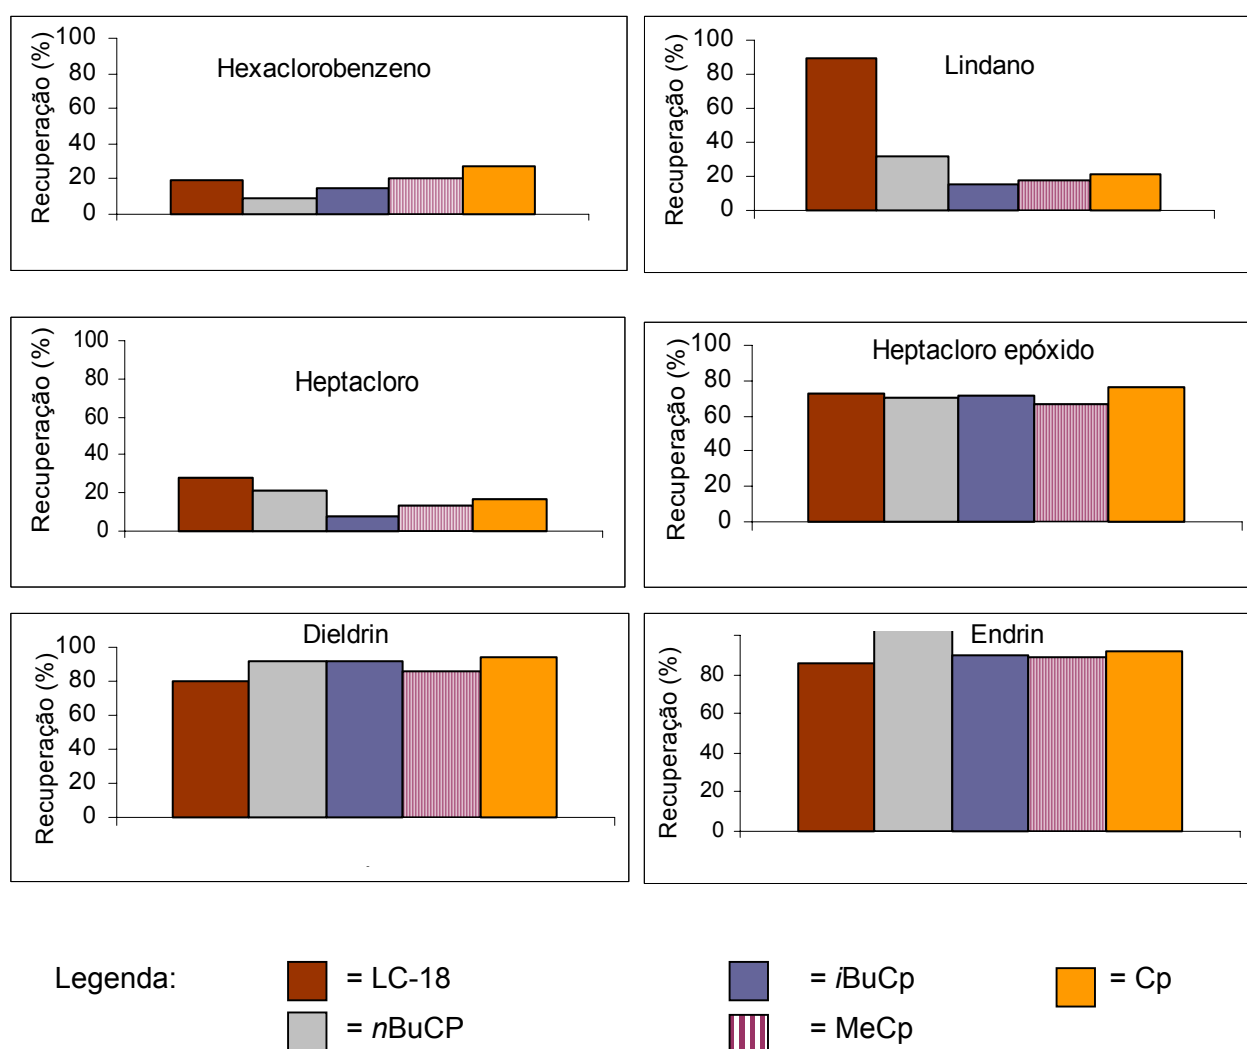 Hexaclorobenzeno
Recuperação (%)
100
80
60
40
20
0
Lindano
Recuperação (%)
100
80
60
40
20
0
Heptacloro
Recuperação (%)
100
80
60
40
20
0
Heptacloro epóxido
Recuperação (%)
100
80
60
40
20
0
Dieldrin
Recuperação (%)
100
80
60
40
20
0
Endrin
Recuperação (%)
80
60
40
20
0
Legenda: = LC-18 = iBuCp = Cp
= nBuCP = MeCp